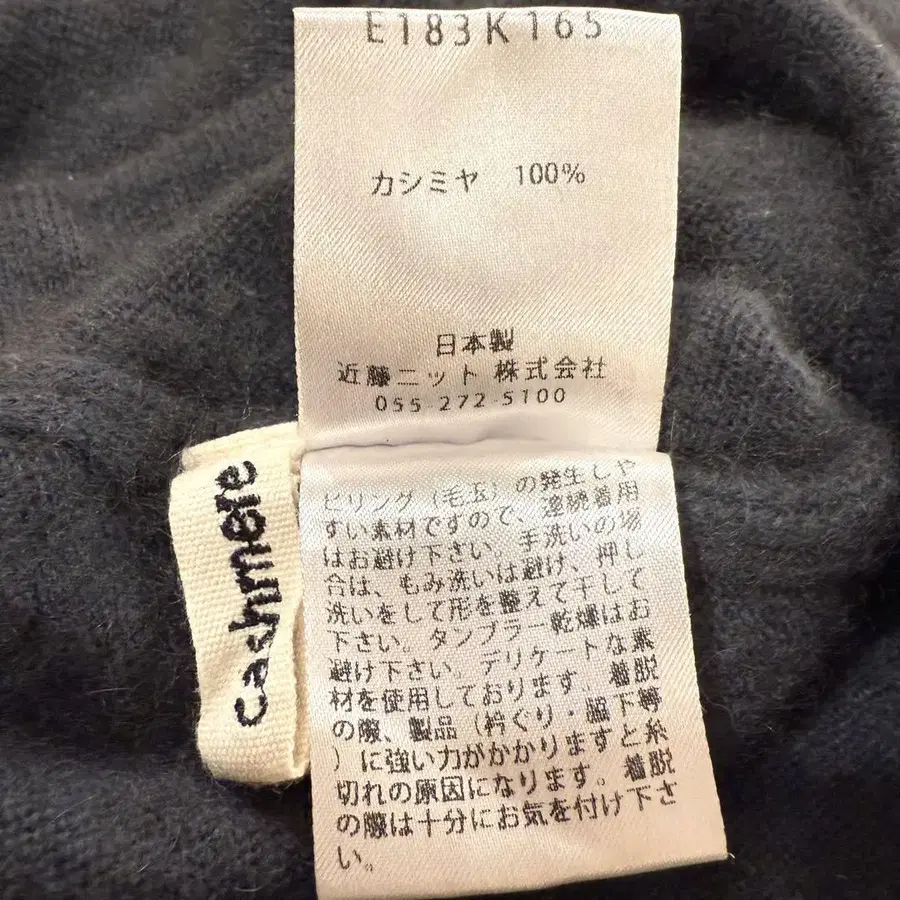 E183K165
カシミヤ 100%
日本製
近藤ニット 株式会社
055-272-5100
cashmere
ピリング（毛玉）の発生しや
すい素材ですので、連続着用
はお避け下さい。手洗いの場
合は、もみ洗いは避け、押し
洗いをして形を整えて干して
下さい。タンブラー乾燥はお
避け下さい。デリケートな素
材を使用しております。着脱
の際、製品（衿ぐり・脇下等
）に強い力がかかりますと糸
切れの原因になります。着脱
の際は十分にお気を付け下さ
い。